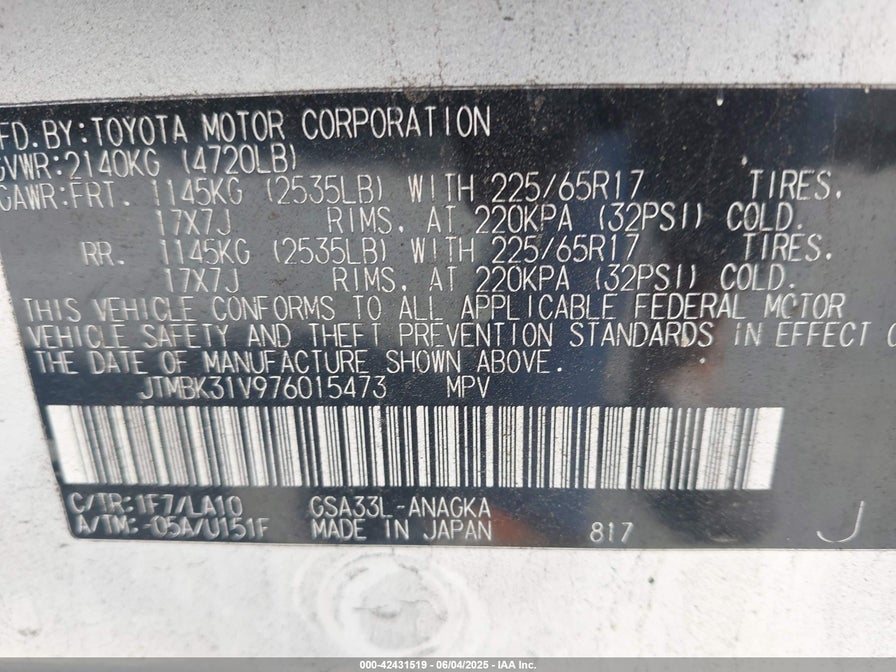 FD. BY: TOYOTA MOTOR CORPORATION
GVWR: 2140KG (4720LB)
GAWR: FRT. 1145KG (2535LB) WITH 225/65R17 TIRES,
17X7J RIMS, AT 220KPA (32PSI) COLD.
RR. 1145KG (2535LB) WITH 225/65R17 TIRES,
17X7J RIMS, AT 220KPA (32PSI) COLD.
THIS VEHICLE CONFORMS TO ALL APPLICABLE FEDERAL MOTOR
VEHICLE SAFETY AND THEFT PREVENTION STANDARDS IN EFFECT O
THE DATE OF MANUFACTURE SHOWN ABOVE.
JTMBK31V976015473 MPV
C/TR: 1F7/LA10 GSA33L-ANAGKA
A/TM: -05A/U151F MADE IN JAPAN 817 J
000-42431519 | 06/04/2025 - IAA Inc.